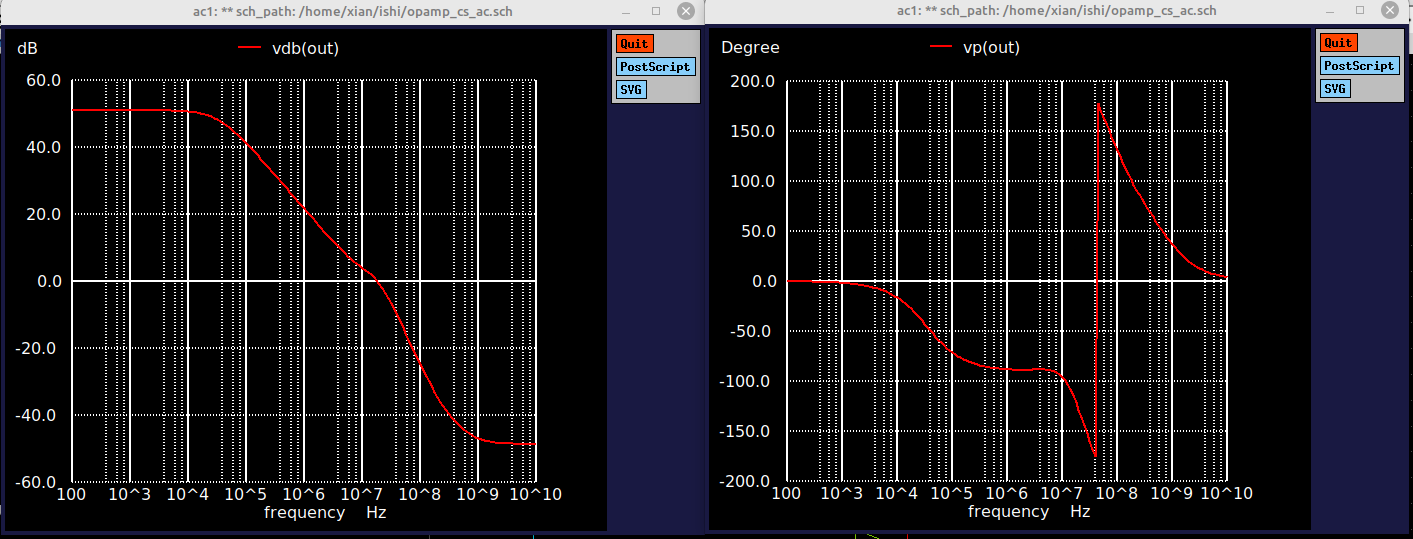 ac1: ** sch_path: /home/xian/ishi/opamp_cs_ac.sch
dB
vdb(out)
Quit
PostScript
SVG
60.0
40.0
20.0
0.0
-20.0
-40.0
-60.0
100 10^3 10^4 10^5 10^6 10^7 10^8 10^9 10^10
frequency Hz
ac1: ** sch_path: /home/xian/ishi/opamp_cs_ac.sch
Degree
vp(out)
Quit
PostScript
SVG
200.0
150.0
100.0
50.0
0.0
-50.0
-100.0
-150.0
-200.0
100 10^3 10^4 10^5 10^6 10^7 10^8 10^9 10^10
frequency Hz